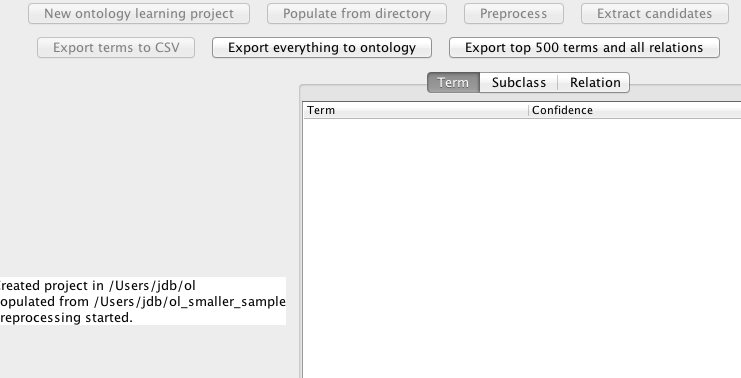 New ontology learning project Populate from directory Preprocess Extract candidates
Export terms to CSV Export everything to ontology Export top 500 terms and all relations
Term Subclass Relation
Term Confidence
reated project in /Users/jdb/ol
opulated from /Users/jdb/ol_smaller_sample
reprocessing started.